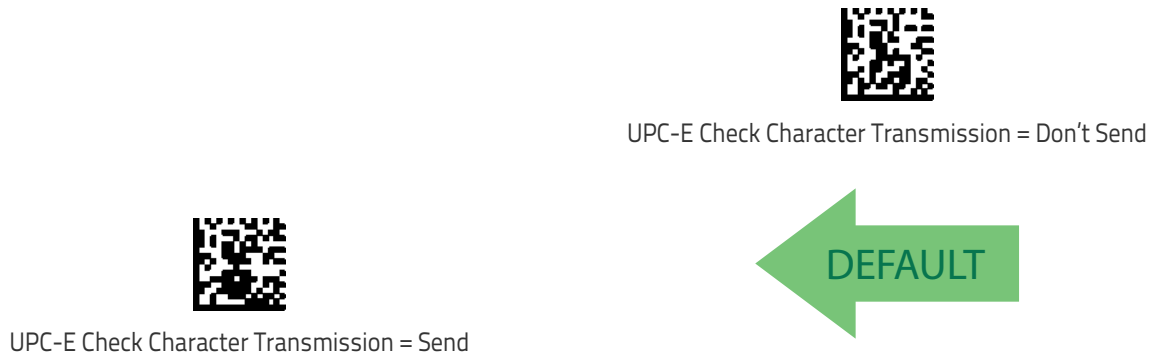 UPC-E Check Character Transmission = Don't Send
DEFAULT
UPC-E Check Character Transmission = Send